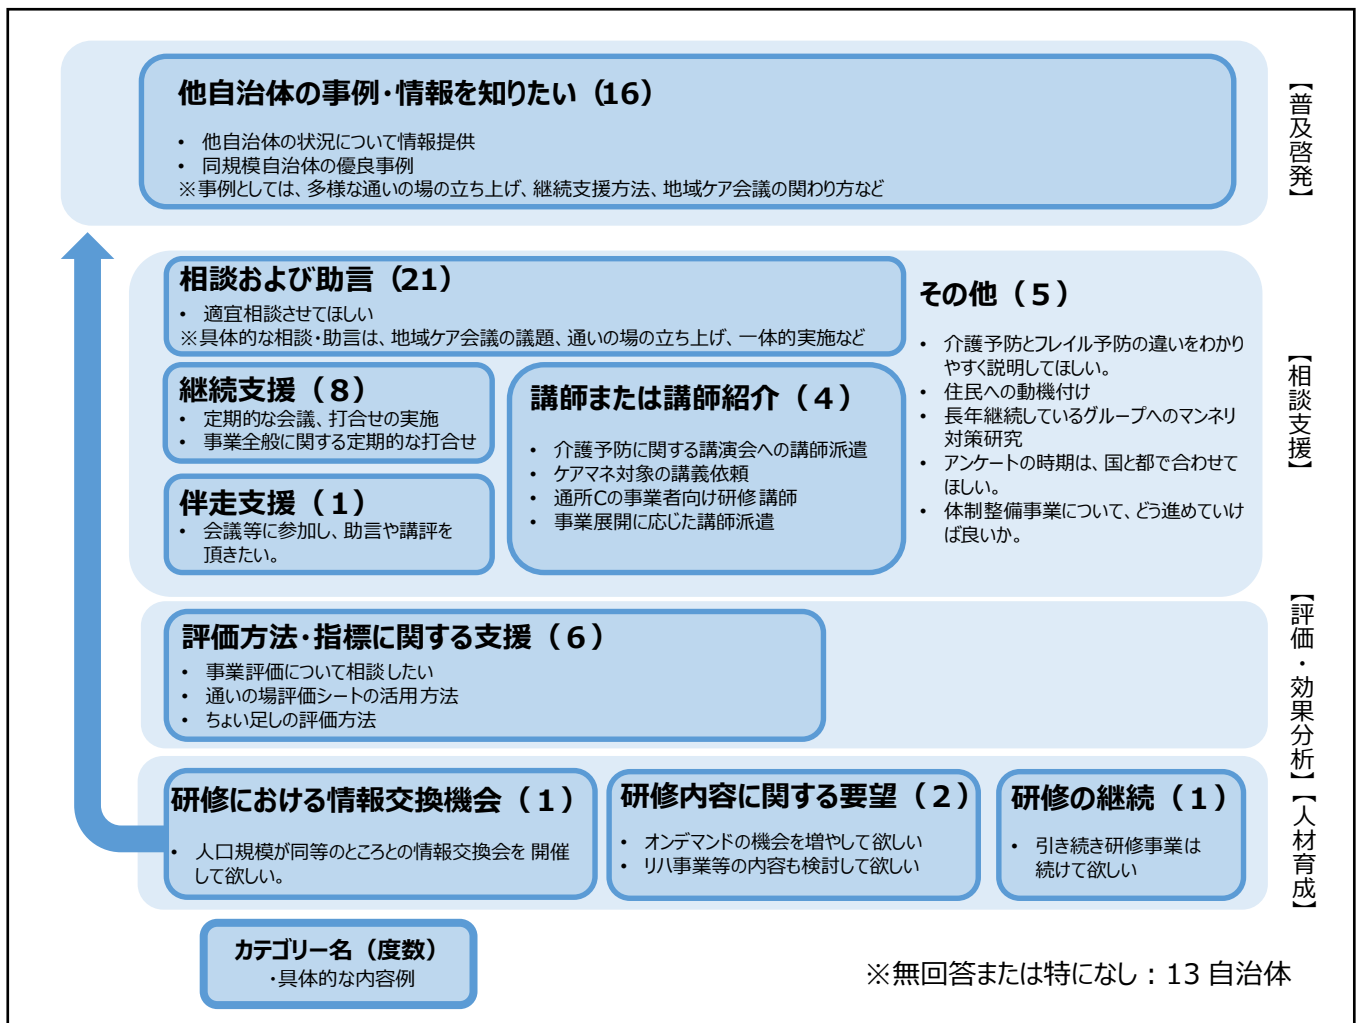 他自治体の事例・情報を知りたい（16）
• 他自治体の状況について情報提供
• 同規模自治体の優良事例
※事例としては、多様な通いの場の立ち上げ、継続支援方法、地域ケア会議の関わり方など
【普及啓発】
相談および助言（21）
• 適宜相談させてほしい
※具体的な相談・助言は、地域ケア会議の議題、通いの場の立ち上げ、一体的実施など
継続支援（８）
• 定期的な会議、打合せの実施
• 事業全般に関する定期的な打合せ
伴走支援（１）
• 会議等に参加し、助言や講評を
頂きたい。
講師または講師紹介（４）
• 介護予防に関する講演会への講師派遣
• ケアマネ対象の講義依頼
• 通所Cの事業者向け研修講師
• 事業展開に応じた講師派遣
その他（５）
• 介護予防とフレイル予防の違いをわかり
やすく説明してほしい。
• 住民への動機付け
• 長年継続しているグループへのマンネリ
対策研究
• アンケートの時期は、国と都で合わせて
ほしい。
• 体制整備事業について、どう進めていけ
ば良いか。
【相談支援】
評価方法・指標に関する支援（６）
• 事業評価について相談したい
• 通いの場評価シートの活用方法
• ちょい足しの評価方法
【評価・効果分析】
研修における情報交換機会（１）
• 人口規模が同等のところとの情報交換会を開催
して欲しい。
研修内容に関する要望（２）
• オンデマンドの機会を増やして欲しい
• リハ事業等の内容も検討して欲しい
研修の継続（１）
• 引き続き研修事業は
続けて欲しい
【人材育成】
カテゴリー名（度数）
・具体的な内容例
※無回答または特になし：13自治体